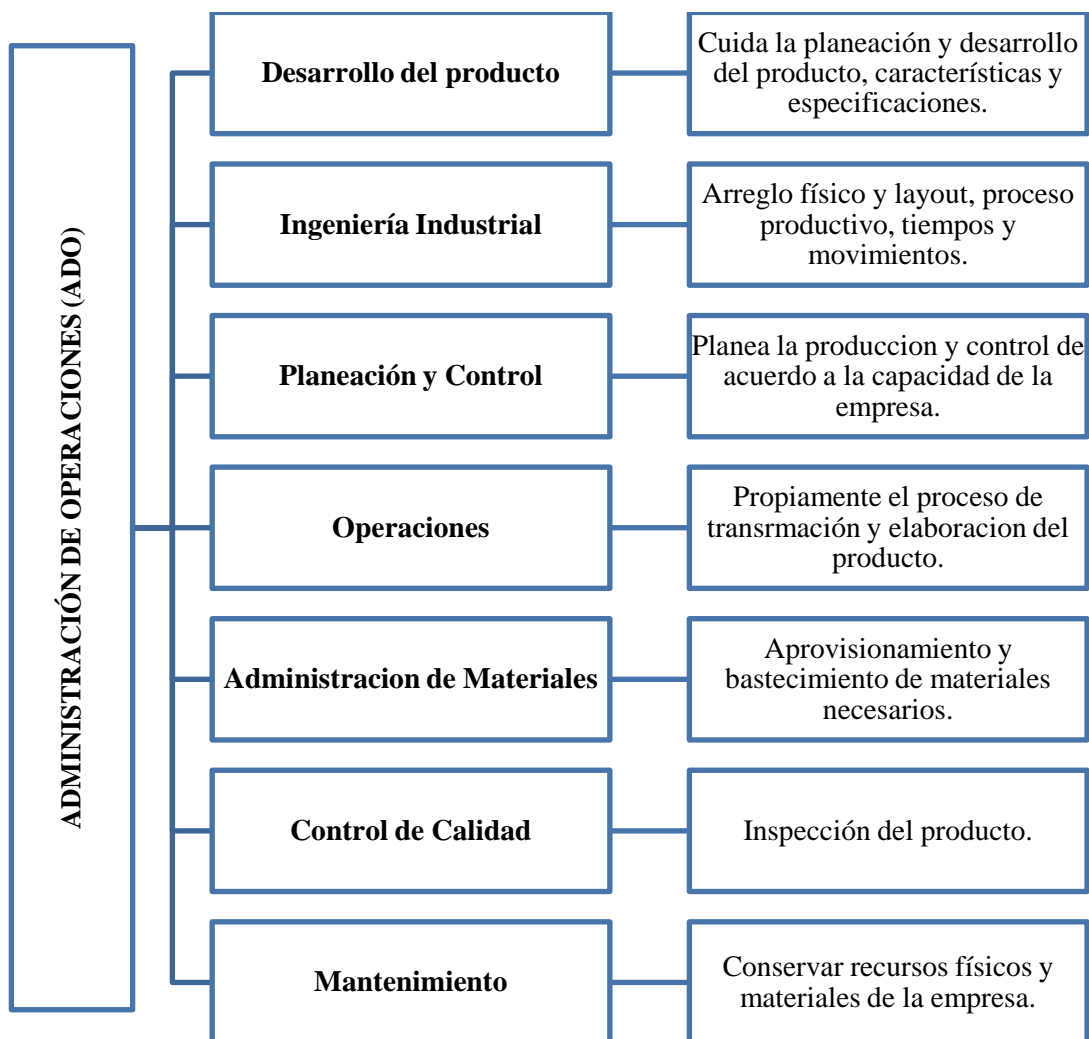 ADMINISTRACIÓN DE OPERACIONES (ADO)
Desarrollo del producto
Cuida la planeación y desarrollo
del producto, características y
especificaciones.
Ingeniería Industrial
Arreglo físico y layout, proceso
productivo, tiempos y
movimientos.
Planeación y Control
Planea la produccion y control de
acuerdo a la capacidad de la
empresa.
Operaciones
Propiamente el proceso de
transrmación y elaboracion del
producto.
Administracion de Materiales
Aprovisionamiento y
bastecimiento de materiales
necesarios.
Control de Calidad
Inspección del producto.
Mantenimiento
Conservar recursos físicos y
materiales de la empresa.